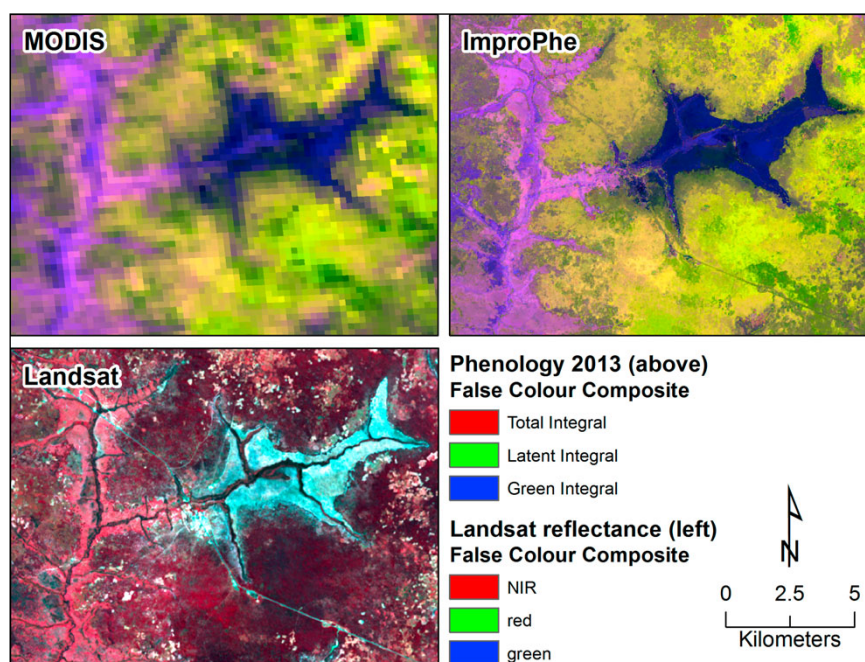 MODIS
ImproPhe
Landsat
Phenology 2013 (above)
False Colour Composite
Total Integral
Latent Integral
Green Integral
Landsat reflectance (left)
False Colour Composite
NIR
red
green
N
0 2.5 5
Kilometers